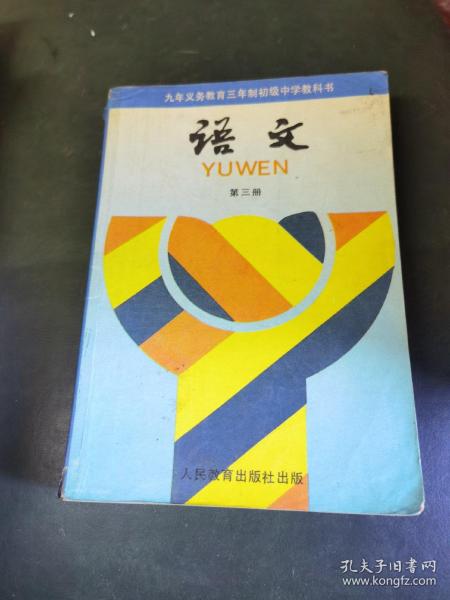 九年义务教育三年制初级中学教科书
语文
YUWEN
第三册
人民教育出版社出版
孔夫子旧书网
www.kongfz.com